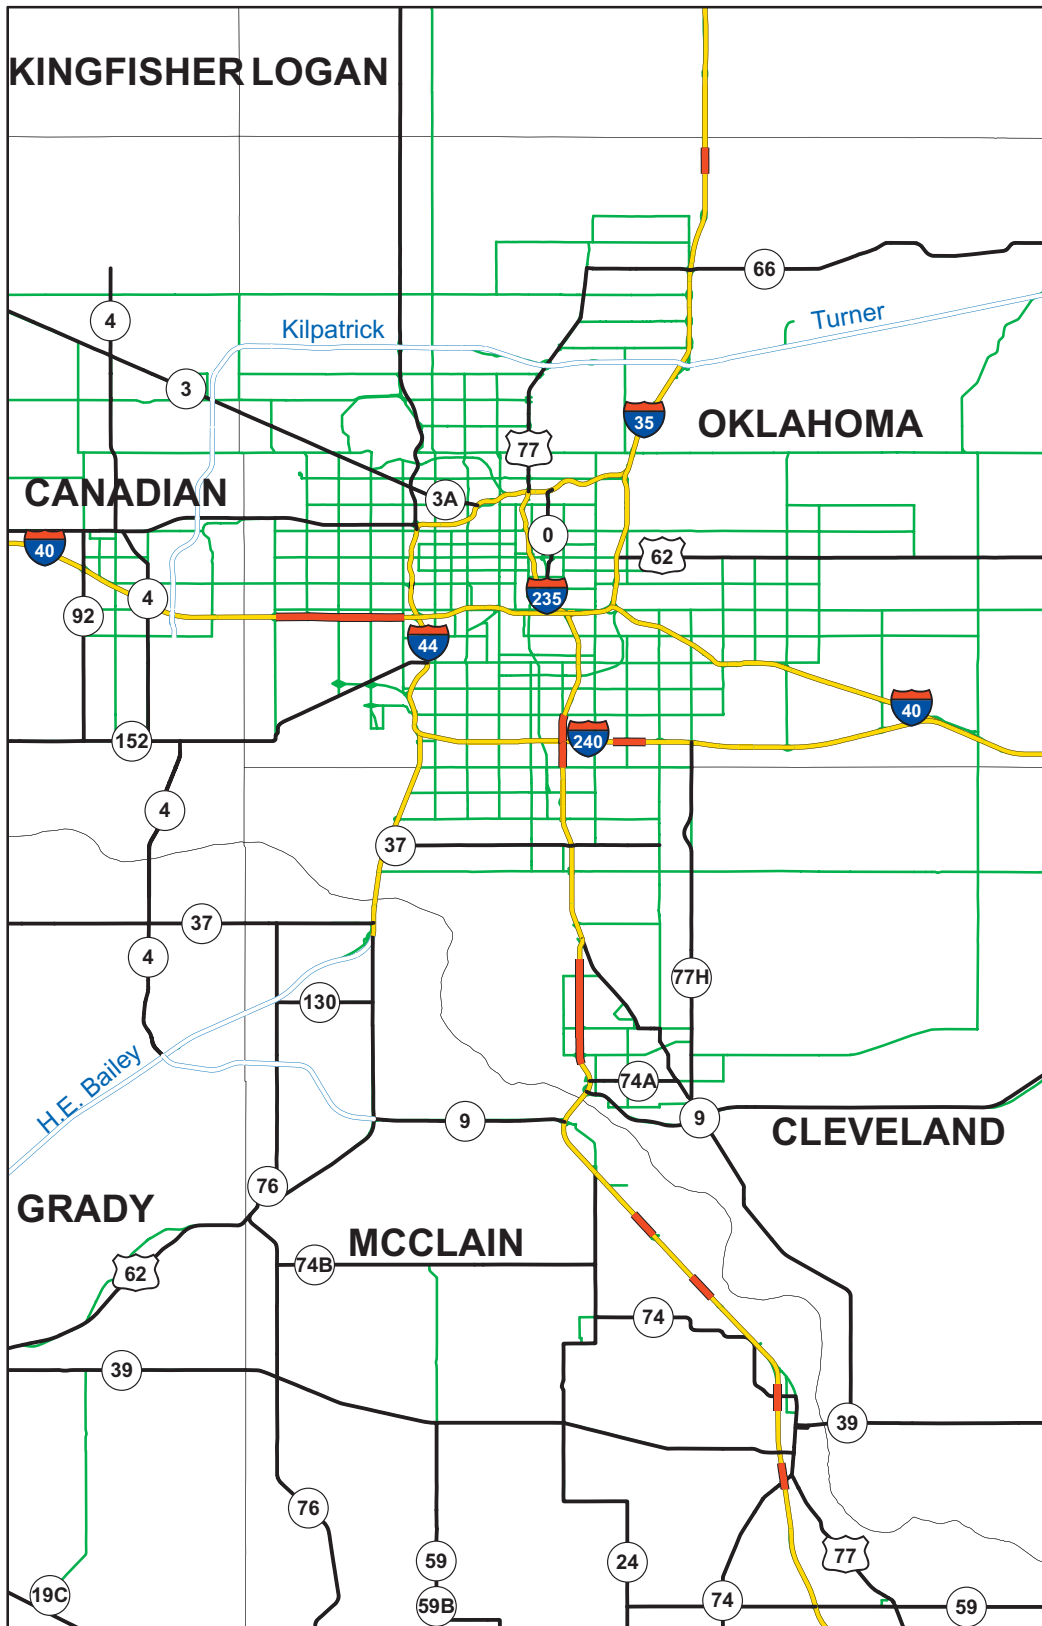 KINGFISHER LOGAN
66
4
Kilpatrick
Turner
3
35
OKLAHOMA
77
CANADIAN
3A
0
40
62
235
4
92
44
40
152
240
4
37
37
4
77H
130
H.E. Bailey
74A
9
9
CLEVELAND
76
GRADY
MCCLAIN
62
74B
74
39
39
76
77
59
24
19C
74
59B
59